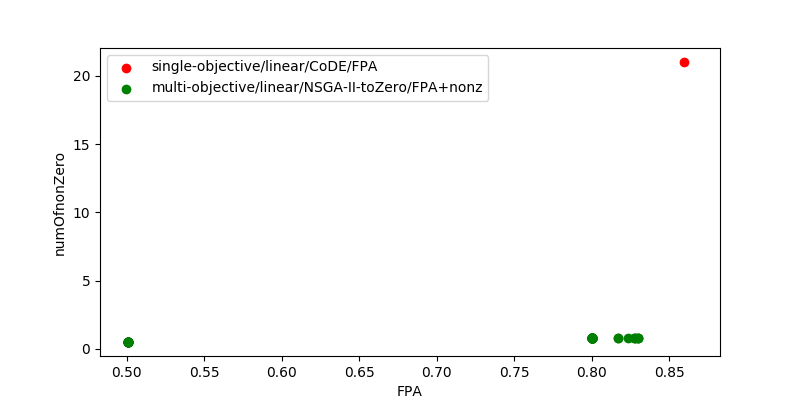 single-objective/linear/CoDE/FPA
multi-objective/linear/NSGA-II-toZero/FPA+nonz
numOfnonZero
20
15
10
5
0
0.50 0.55 0.60 0.65 0.70 0.75 0.80 0.85
FPA